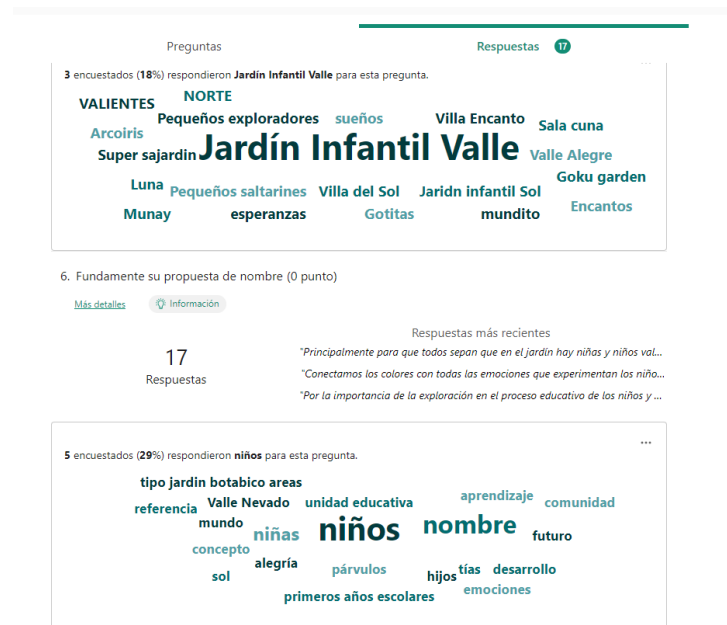 Preguntas
Respuestas 17
...
3 encuestados (18%) respondieron Jardín Infantil Valle para esta pregunta.
VALIENTES
NORTE
Pequeños exploradores
sueños
Villa Encanto
Sala cuna
Arcoiris
Super sajardin
Jardín Infantil Valle
Valle Alegre
Luna
Pequeños saltarines
Villa del Sol
Jaridn infantil Sol
Goku garden
Munay
esperanzas
Gotitas
mundito
Encantos
6. Fundamente su propuesta de nombre (0 punto)
Más detalles
Información
17
Respuestas
Respuestas más recientes
"Principalmente para que todos sepan que en el jardín hay niñas y niños val...
"Conectamos los colores con todas las emociones que experimentan los niño...
"Por la importancia de la exploración en el proceso educativo de los niños y ...
...
5 encuestados (29%) respondieron niños para esta pregunta.
tipo jardin botabico areas
referencia
Valle Nevado
unidad educativa
aprendizaje
comunidad
mundo
niñas
niños
nombre
futuro
concepto
alegría
sol
párvulos
hijos
tías
desarrollo
primeros años escolares
emociones